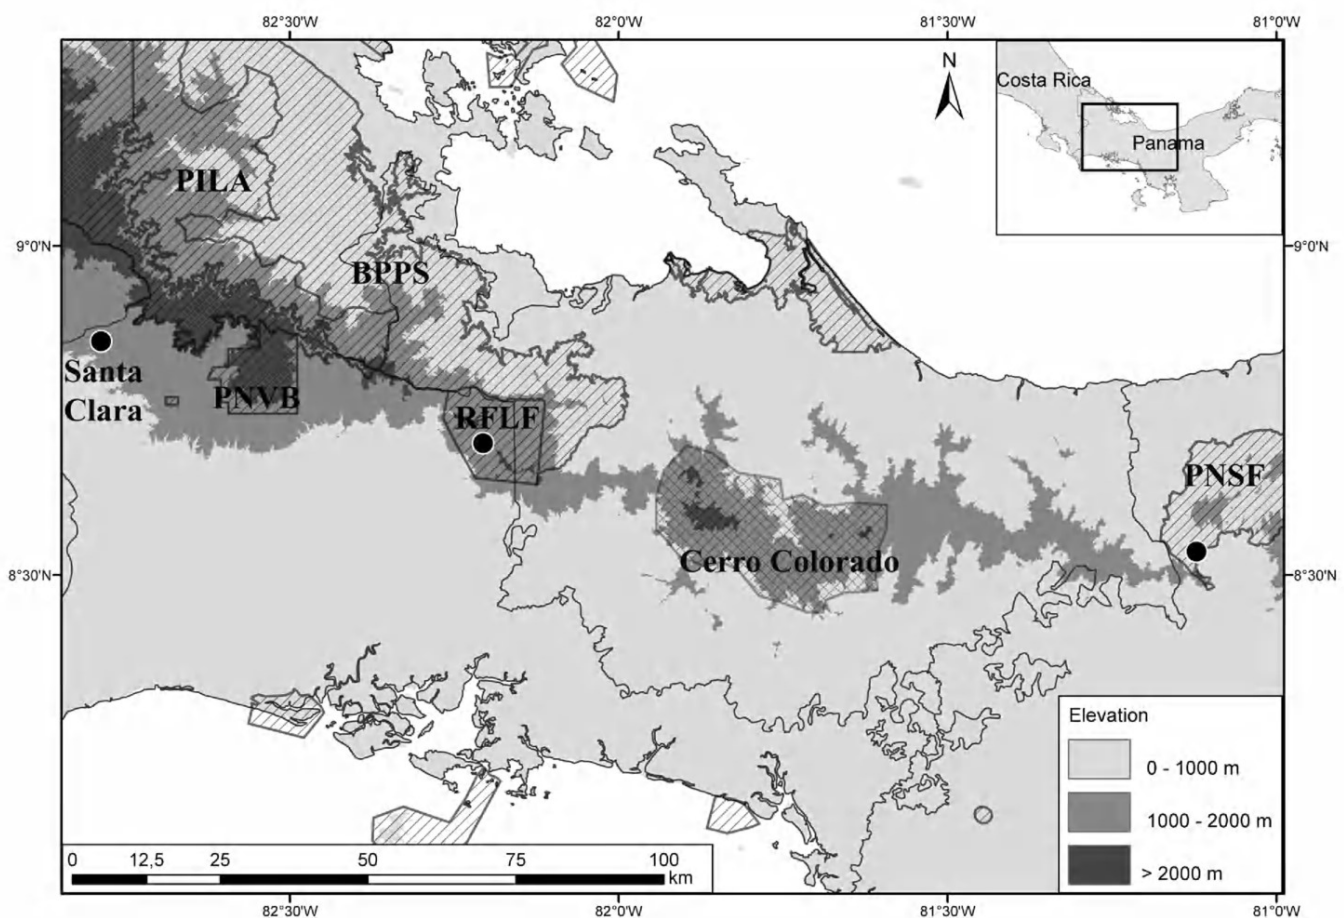 82°30'W 82°0'W 81°30'W 81°0'W
N
Costa Rica
Panama
PILA
9°0'N 9°0'N
BPPS
Santa
Clara
PNVB
RFLF
PNSF
Cerro Colorado
8°30'N 8°30'N
Elevation
0 - 1000 m
1000 - 2000 m
> 2000 m
0 12,5 25 50 75 100
km
82°30'W 82°0'W 81°30'W 81°0'W